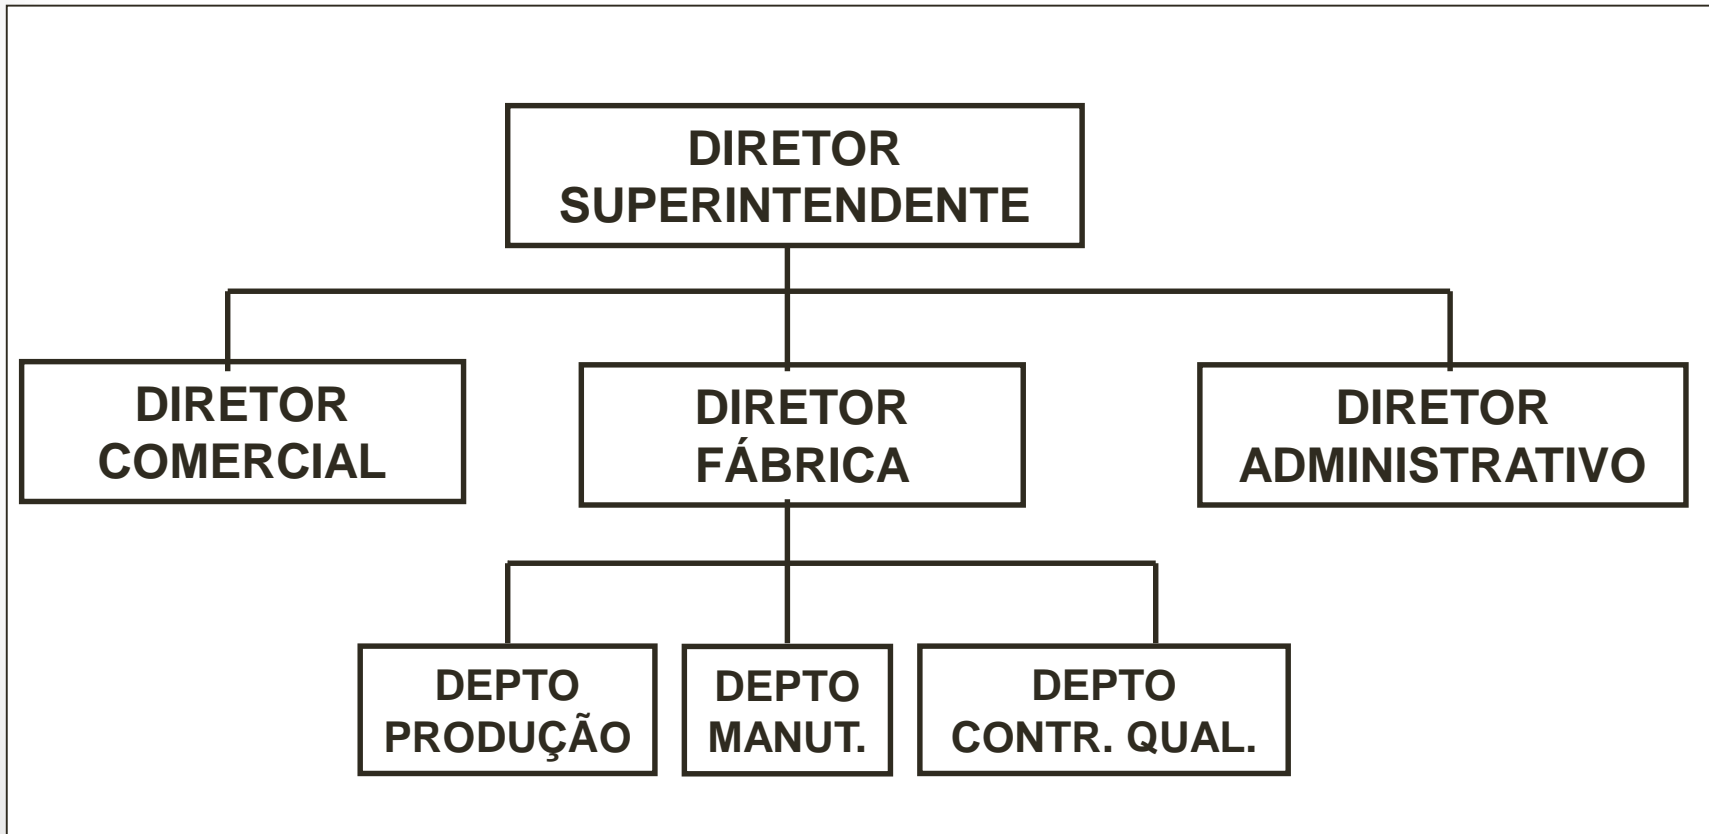 DIRETOR
SUPERINTENDENTE
DIRETOR
COMERCIAL
DIRETOR
FÁBRICA
DIRETOR
ADMINISTRATIVO
DEPTO
PRODUÇÃO
DEPTO
MANUT.
DEPTO
CONTR. QUAL.